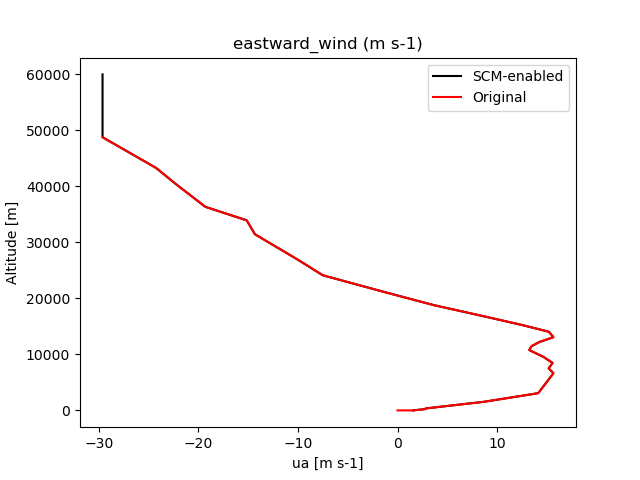 eastward_wind (m s-1)
SCM-enabled
Original
60000
50000
40000
30000
20000
10000
0
Altitude [m]
−30
−20
−10
0
10
ua [m s-1]